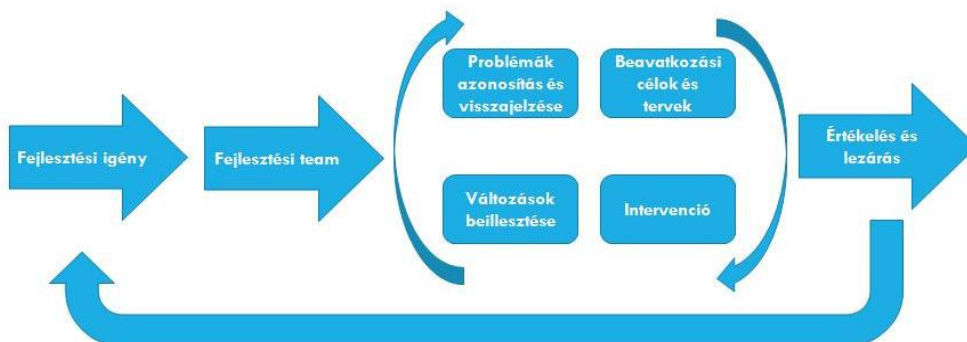 Fejlesztési igény
Fejlesztési team
Problémák
azonosítás és
visszajelzése
Beavatkozási
célok és
tervek
Változások
beillesztése
Intervenció
Értékelés és
lezárás